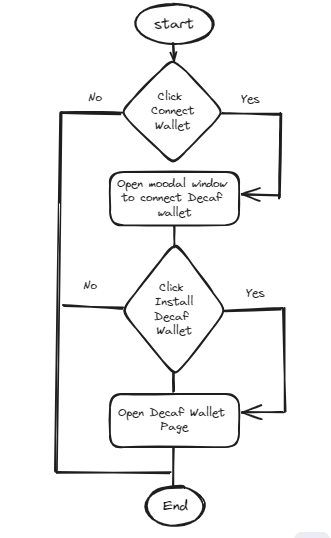 start
Click
Connect
Wallet
No
Yes
Open moodal window
to connect Decaf
wallet
Click
Install
Decaf
Wallet
No
Yes
Open Decaf Wallet
Page
End